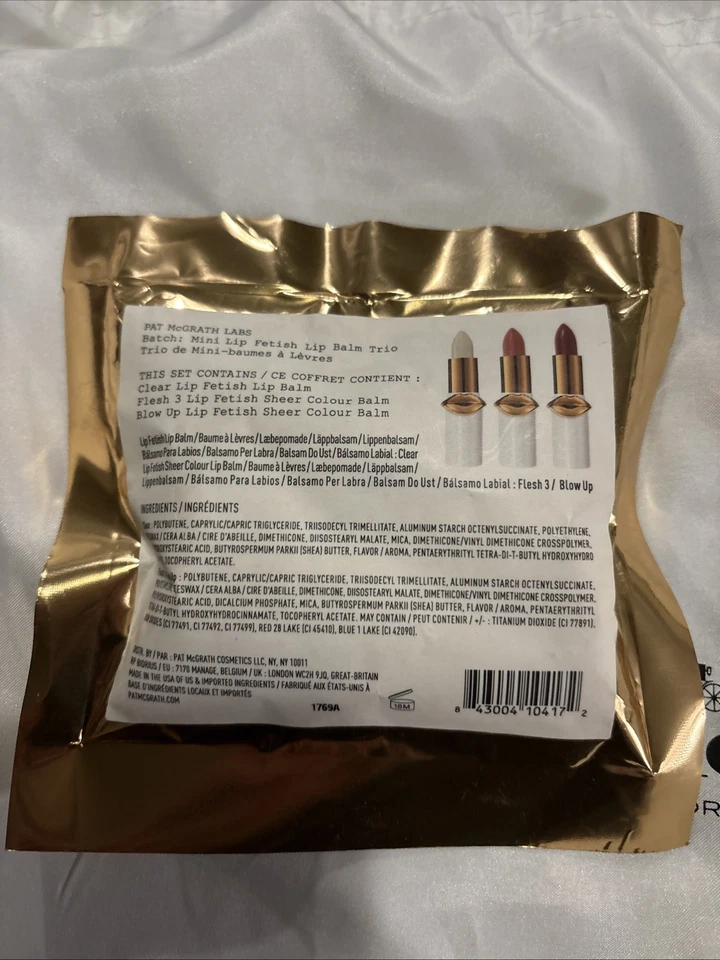 PAT McGRATH LABS
Batch: Mini Lip Fetish Lip Balm Trio
Trio de Mini-baumes à Lèvres
THIS SET CONTAINS / CE COFFRET CONTIENT :
Clear Lip Fetish Lip Balm
Flesh 3 Lip Fetish Sheer Colour Balm
Blow Up Lip Fetish Sheer Colour Balm
Lip Fetish Lip Balm / Baume à Lèvres / Læbepomade / Läppbalsam / Lippenbalsam /
Bálsamo Para Labios / Balsamo Per Labra / Balsam Do Ust / Bálsamo Labial : Clear
Lip Fetish Sheer Colour Lip Balm / Baume à Lèvres / Læbepomade / Läppbalsam /
Lippenbalsam / Bálsamo Para Labios / Balsamo Per Labra / Balsam Do Ust / Bálsamo Labial : Flesh 3 / Blow Up
INGREDIENTS / INGRÉDIENTS
: POLYBUTENE, CAPRYLIC/CAPRIC TRIGLYCERIDE, TRIISODECYL TRIMELLITATE, ALUMINUM STARCH OCTENYLSUCCINATE, POLYETHYLENE,
/ CERA ALBA / CIRE D'ABEILLE, DIMETHICONE, DIISOSTEARYL MALATE, MICA, DIMETHICONE/VINYL DIMETHICONE CROSSPOLYMER,
ACID, BUTYROSPERMUM PARKII (SHEA) BUTTER, FLAVOR / AROMA, PENTAERYTHRITYL TETRA-DI-T-BUTYL HYDROXYHYDRO
TOCOPHERYL ACETATE.
: POLYBUTENE, CAPRYLIC/CAPRIC TRIGLYCERIDE, TRIISODECYL TRIMELLITATE, ALUMINUM STARCH OCTENYLSUCCINATE,
/ CERA ALBA / CIRE D'ABEILLE, DIMETHICONE, DIISOSTEARYL MALATE, DIMETHICONE/VINYL DIMETHICONE CROSSPOLYMER,
ACID, DICALCIUM PHOSPHATE, MICA, BUTYROSPERMUM PARKII (SHEA) BUTTER, FLAVOR / AROMA, PENTAERYTHRITYL
HYDROXYHYDROCINNAMATE, TOCOPHERYL ACETATE. MAY CONTAIN / PEUT CONTENIR / +/- : TITANIUM DIOXIDE (CI 77891),
(CI 77491, CI 77492, CI 77499), RED 28 LAKE (CI 45410), BLUE 1 LAKE (CI 42090).
DISTR. BY / PAR : PAT McGRATH COSMETICS LLC, NY, NY 10011
RP BIORIUS / EU : 7170 MANAGE, BELGIUM / UK : LONDON WC2H 9JQ, GREAT-BRITAIN
MADE IN THE USA OF US & IMPORTED INGREDIENTS / FABRIQUÉ AUX ÉTATS-UNIS À
BASE D'INGRÉDIENTS LOCAUX ET IMPORTÉS
PATMCGRATH.COM
1769A
18M
8 43004 10417 2